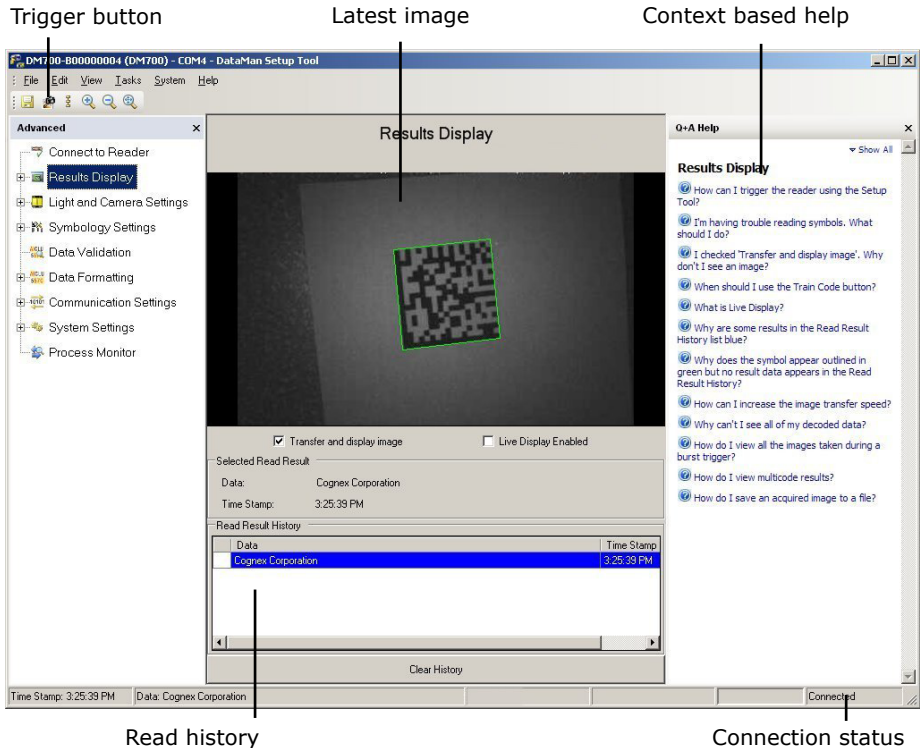 Trigger button
Latest image
Context based help
DM700-B00000004 (DM700) - COM4 - DataMan Setup Tool
File Edit View Tasks System Help
Advanced
Connect to Reader
Results Display
Light and Camera Settings
Symbology Settings
Data Validation
Data Formatting
Communication Settings
System Settings
Process Monitor
Results Display
Transfer and display image
Live Display Enabled
Selected Read Result
Data: Cognex Corporation
Time Stamp: 3:25:39 PM
Read Result History
Data Time Stamp
Cognex Corporation 3:25:39 PM
Clear History
Q+A Help
Show All
Results Display
How can I trigger the reader using the Setup
Tool?
I'm having trouble reading symbols. What
should I do?
I checked 'Transfer and display image'. Why
don't I see an image?
When should I use the Train Code button?
What is Live Display?
Why are some results in the Read Result
History list blue?
Why does the symbol appear outlined in
green but no result data appears in the Read
Result History?
How can I increase the image transfer speed?
Why can't I see all of my decoded data?
How do I view all the images taken during a
burst trigger?
How do I view multicode results?
How do I save an acquired image to a file?
Time Stamp: 3:25:39 PM Data: Cognex Corporation Connected
Read history
Connection status